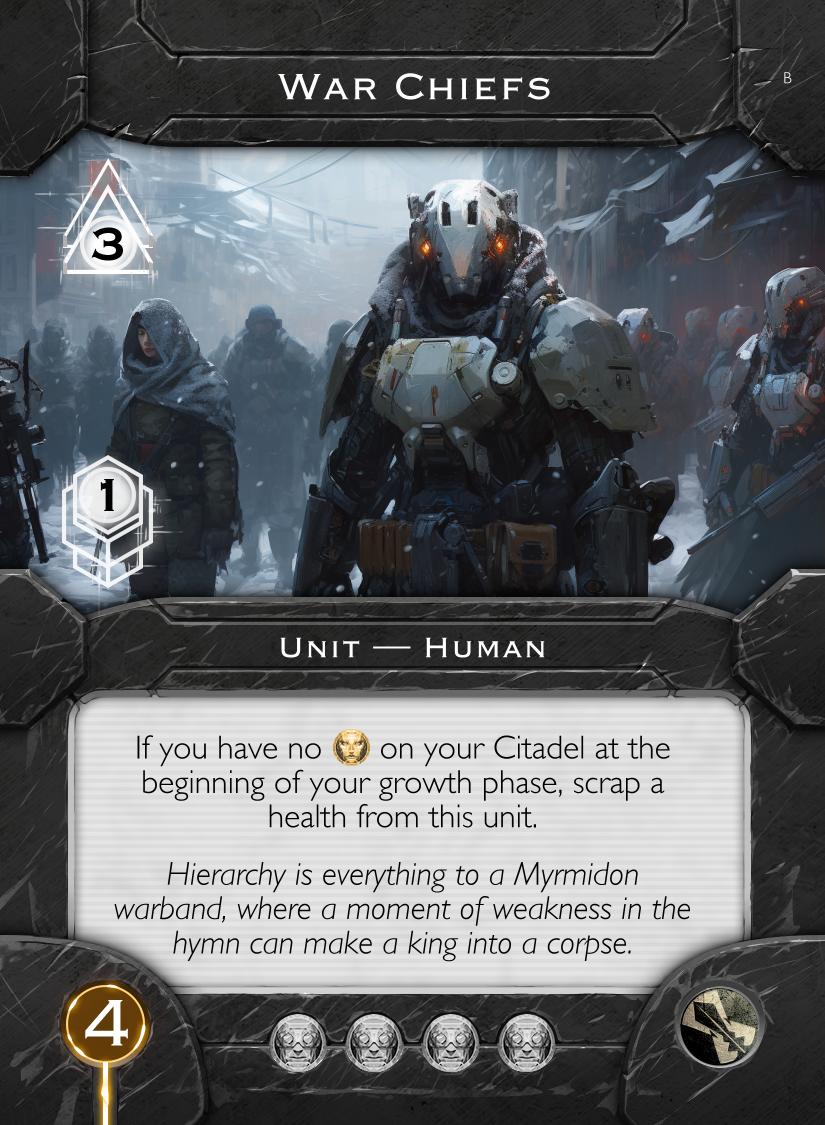 War Chiefs
B
3
1
Unit — Human
If you have no on your Citadel at the
beginning of your growth phase, scrap a
health from this unit.
Hierarchy is everything to a Myrmidon
warband, where a moment of weakness in the
hymn can make a king into a corpse.
4